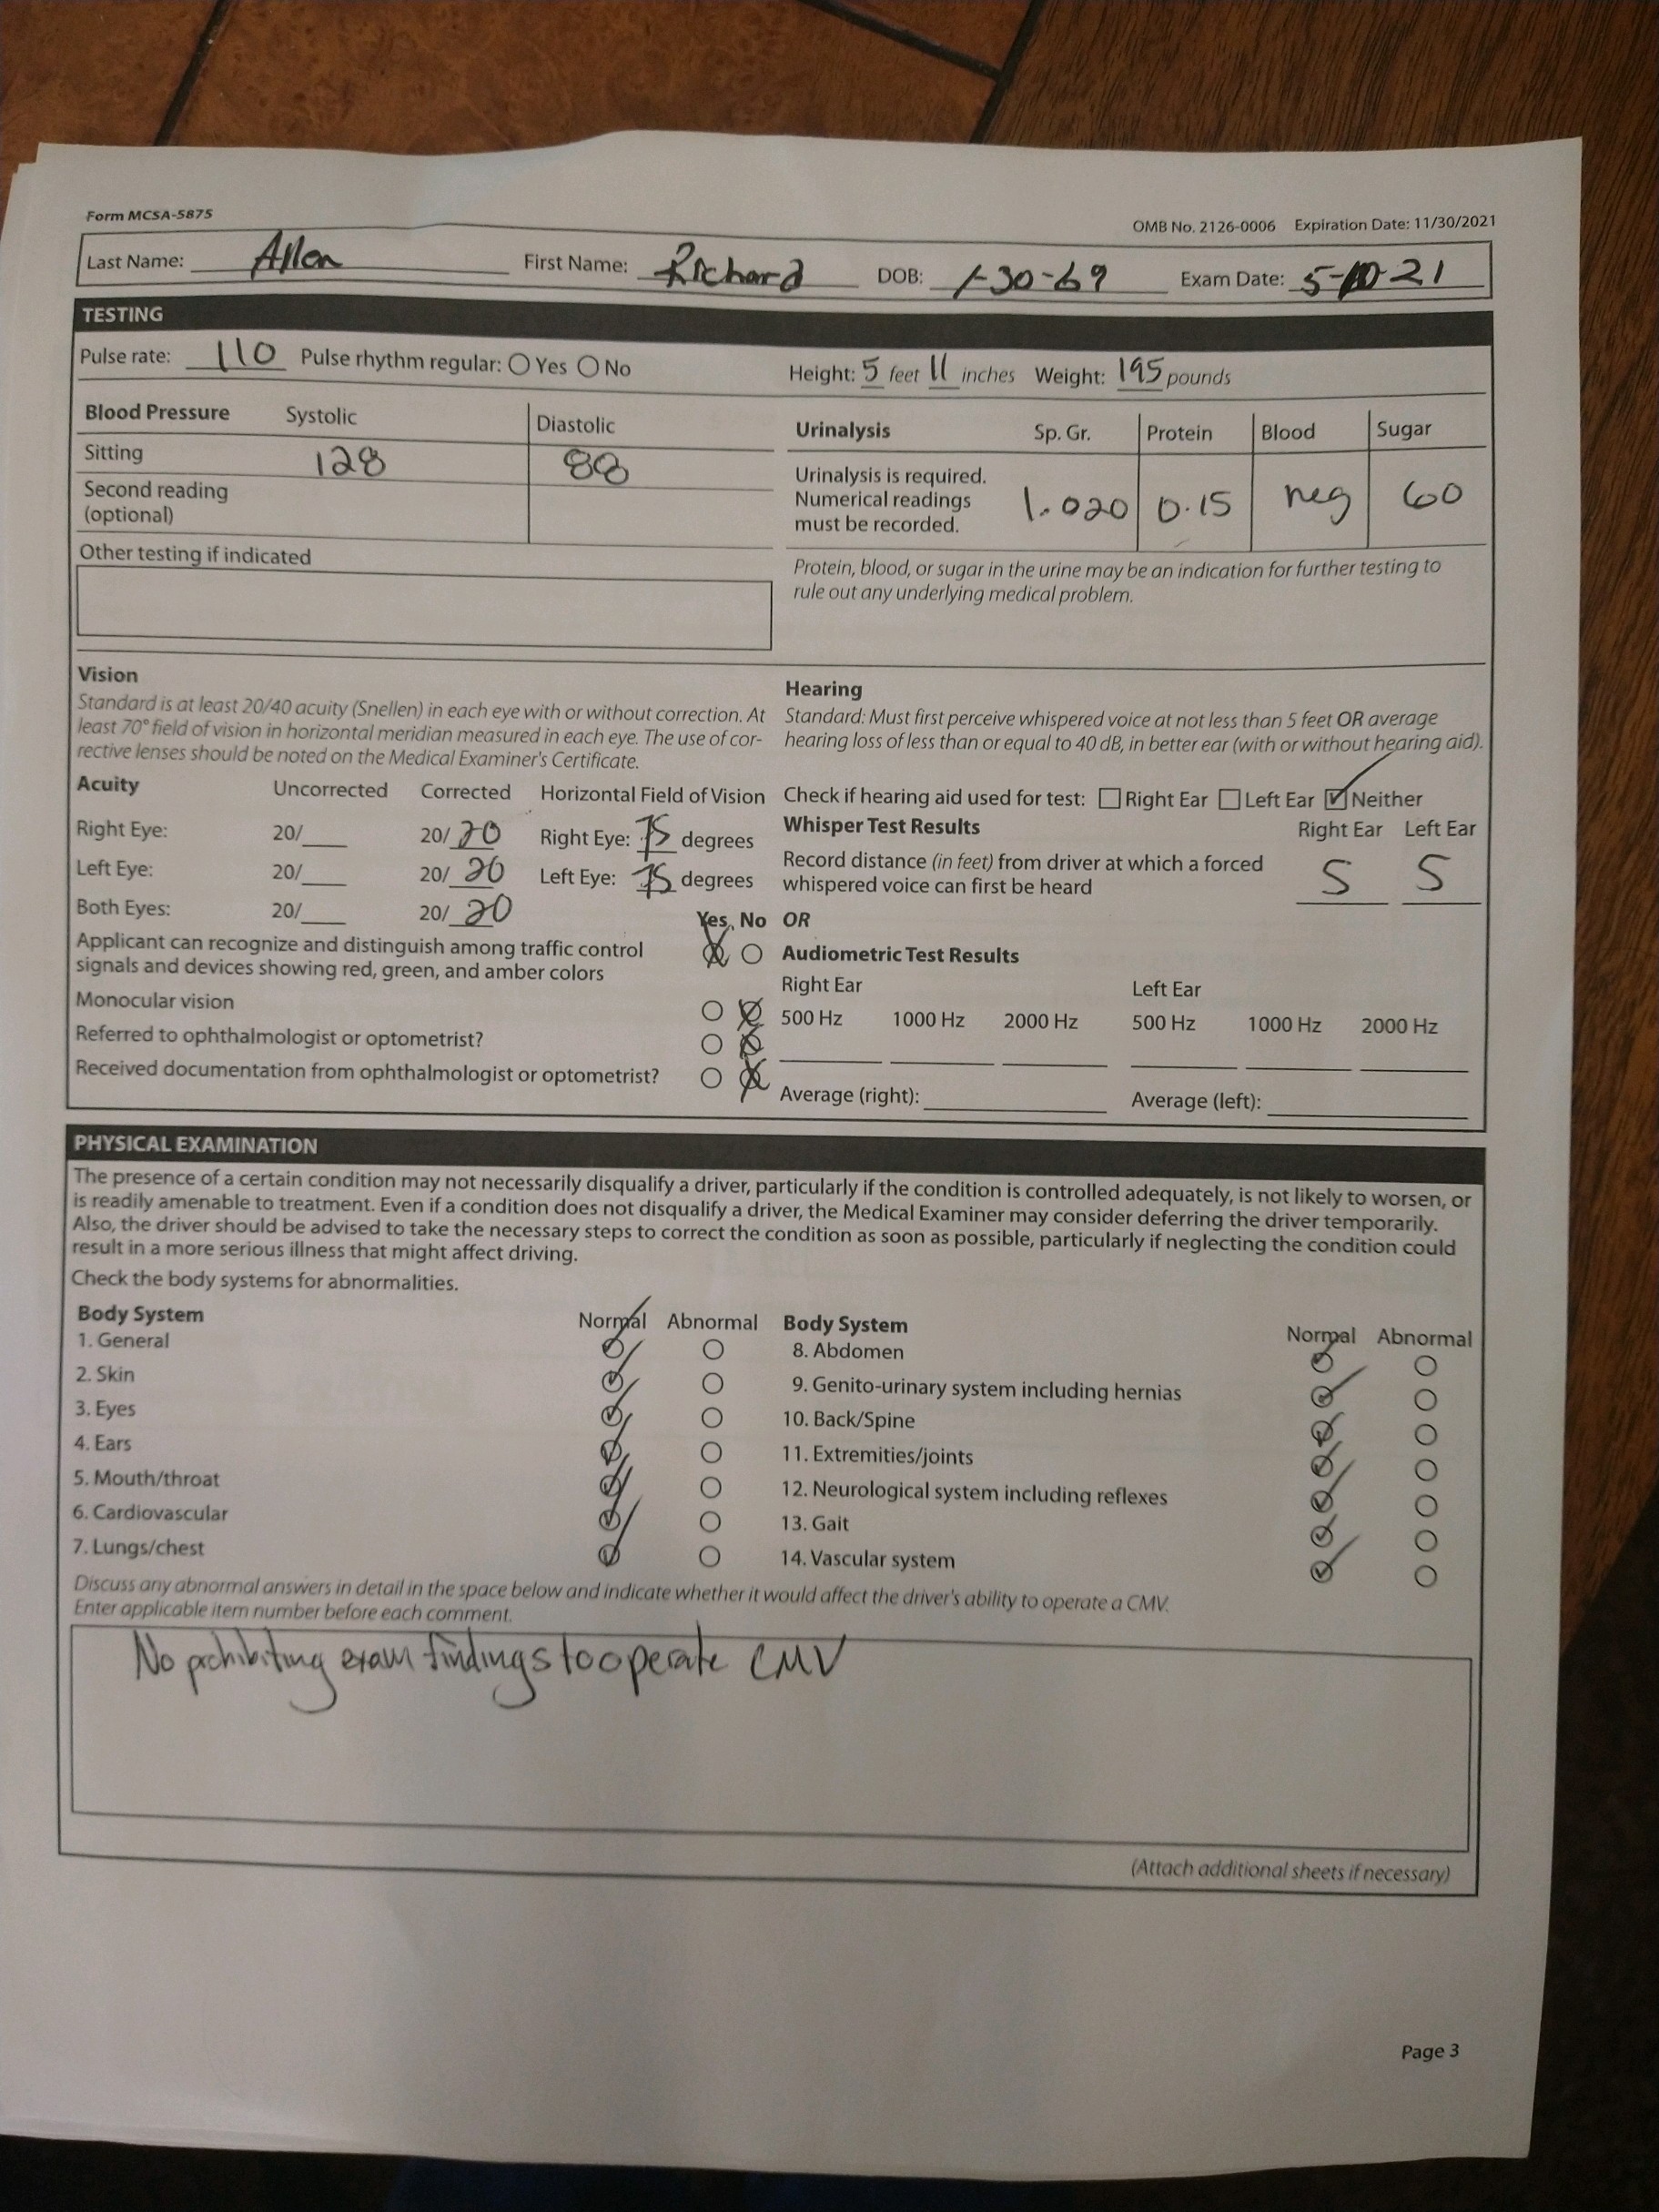 Form MCSA-5875
OMB No. 2126-0006 Expiration Date: 11/30/2021
Last Name: Allen First Name: Richard DOB: 1-30-69 Exam Date: 5-10-21
TESTING
Pulse rate: 110 Pulse rhythm regular: Yes No
Height: 5 feet 11 inches Weight: 195 pounds
Blood Pressure Systolic Diastolic
Sitting 128 88
Second reading
(optional)
Other testing if indicated
Urinalysis Sp. Gr. Protein Blood Sugar
Urinalysis is required.
Numerical readings
must be recorded.
1.020 0.15 neg 60
Protein, blood, or sugar in the urine may be an indication for further testing to
rule out any underlying medical problem.
Vision
Standard is at least 20/40 acuity (Snellen) in each eye with or without correction. At
least 70° field of vision in horizontal meridian measured in each eye. The use of cor-
rective lenses should be noted on the Medical Examiner's Certificate.
Acuity Uncorrected Corrected Horizontal Field of Vision
Right Eye: 20/ 20/20 Right Eye: 75 degrees
Left Eye: 20/ 20/20 Left Eye: 75 degrees
Both Eyes: 20/ 20/20
Yes No
Applicant can recognize and distinguish among traffic control
signals and devices showing red, green, and amber colors
Monocular vision
Referred to ophthalmologist or optometrist?
Received documentation from ophthalmologist or optometrist?
Hearing
Standard: Must first perceive whispered voice at not less than 5 feet OR average
hearing loss of less than or equal to 40 dB, in better ear (with or without hearing aid).
Check if hearing aid used for test: Right Ear Left Ear Neither
Whisper Test Results Right Ear Left Ear
Record distance (in feet) from driver at which a forced
whispered voice can first be heard 5 5
OR
Audiometric Test Results
Right Ear Left Ear
500 Hz 1000 Hz 2000 Hz 500 Hz 1000 Hz 2000 Hz
Average (right): Average (left):
PHYSICAL EXAMINATION
The presence of a certain condition may not necessarily disqualify a driver, particularly if the condition is controlled adequately, is not likely to worsen, or
is readily amenable to treatment. Even if a condition does not disqualify a driver, the Medical Examiner may consider deferring the driver temporarily.
Also, the driver should be advised to take the necessary steps to correct the condition as soon as possible, particularly if neglecting the condition could
result in a more serious illness that might affect driving.
Check the body systems for abnormalities.
Body System Normal Abnormal
1. General
2. Skin
3. Eyes
4. Ears
5. Mouth/throat
6. Cardiovascular
7. Lungs/chest
Body System Normal Abnormal
8. Abdomen
9. Genito-urinary system including hernias
10. Back/Spine
11. Extremities/joints
12. Neurological system including reflexes
13. Gait
14. Vascular system
Discuss any abnormal answers in detail in the space below and indicate whether it would affect the driver's ability to operate a CMV.
Enter applicable item number before each comment.
No prohibiting exam findings to operate CMV
(Attach additional sheets if necessary)
Page 3